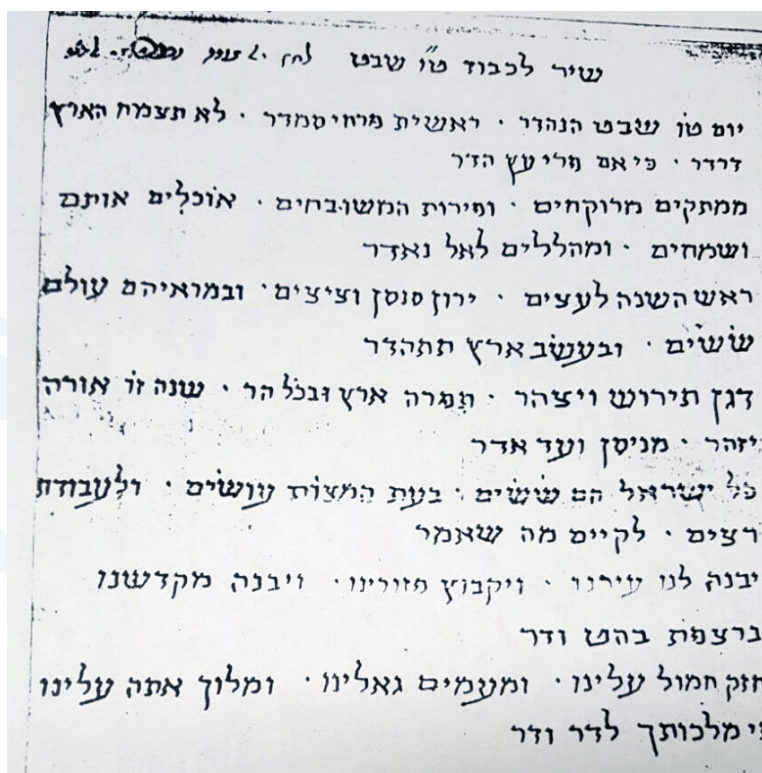 שיר לכבוד ט"ו שבט לחן
יום טו שבט הנהדר · ראשית פרחי סמדר · לא תצמח הארץ
דרדר · כי אם פרי עץ הדר
ממתקים מרוקחים · ופירות המשובחים · אוכלים אותם
ושמחים · ומהללים לאל נאדר
ראש השנה לעצים · ירון סנסן וציצים · ובמואיהם עולם
ששים · ובעשב ארץ תתהדר
דגן תירוש ויצהר · תפרה ארץ ובכל הר · שנה זו אורה
יזהר · מניסן ועד אדר
כל ישראל הם ששים · בעת המצות עושים · ולעבודת
רצים · לקיים מה שאמר
יבנה לנו עירנו · ויקבוץ פזורינו · ויבנה מקדשנו
ברצפת בהט ודר
חזק חמול עלינו · ומעמים גאלינו · ומלוך אתה עלינו
כי מלכותך לדר ודר